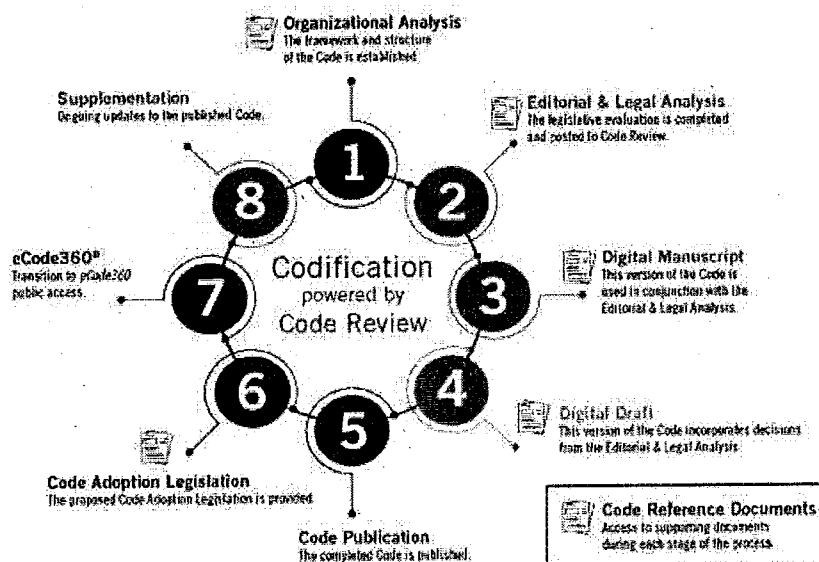 Organizational Analysis
The framework and structure
of the Code is established.
1
Editorial & Legal Analysis
The legislative evaluation is completed
and posted to Code Review.
2
Digital Manuscript
This version of the Code is
used in conjunction with the
Editorial & Legal Analysis.
3
Digital Draft
This version of the Code incorporates decisions
from the Editorial & Legal Analysis.
4
Code Publication
The completed Code is published.
5
Code Adoption Legislation
The proposed Code Adoption Legislation is provided.
6
eCode360®
Transition to eCode360
public access.
7
Supplementation
Ongoing updates to the published Code.
8
Codification
powered by
Code Review
Code Reference Documents
Access to supporting documents
during each stage of the process.